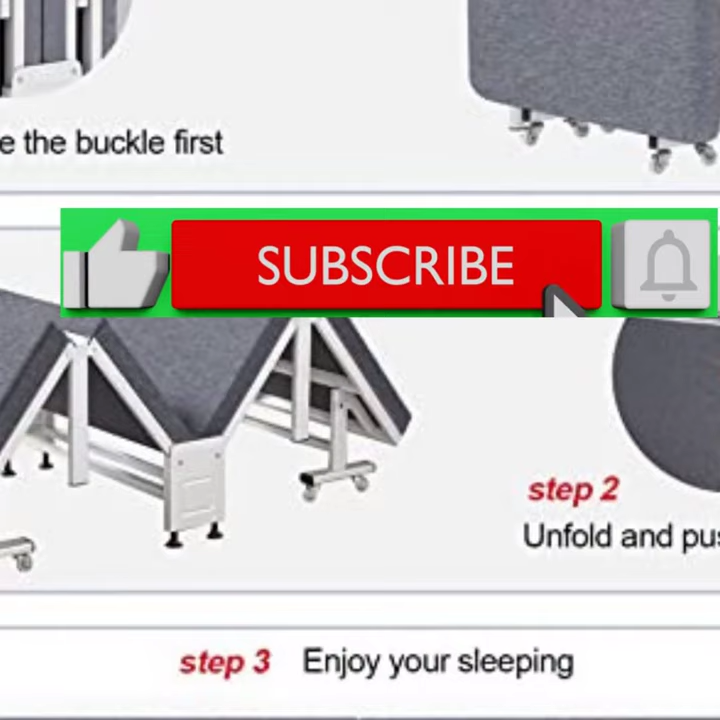 e the buckle first
SUBSCRIBE
step 2
Unfold and pus
step 3 Enjoy your sleeping